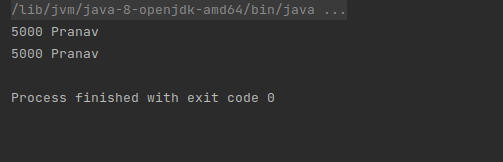 /lib/jvm/java-8-openjdk-amd64/bin/java ...
5000 Pranav
5000 Pranav
Process finished with exit code 0